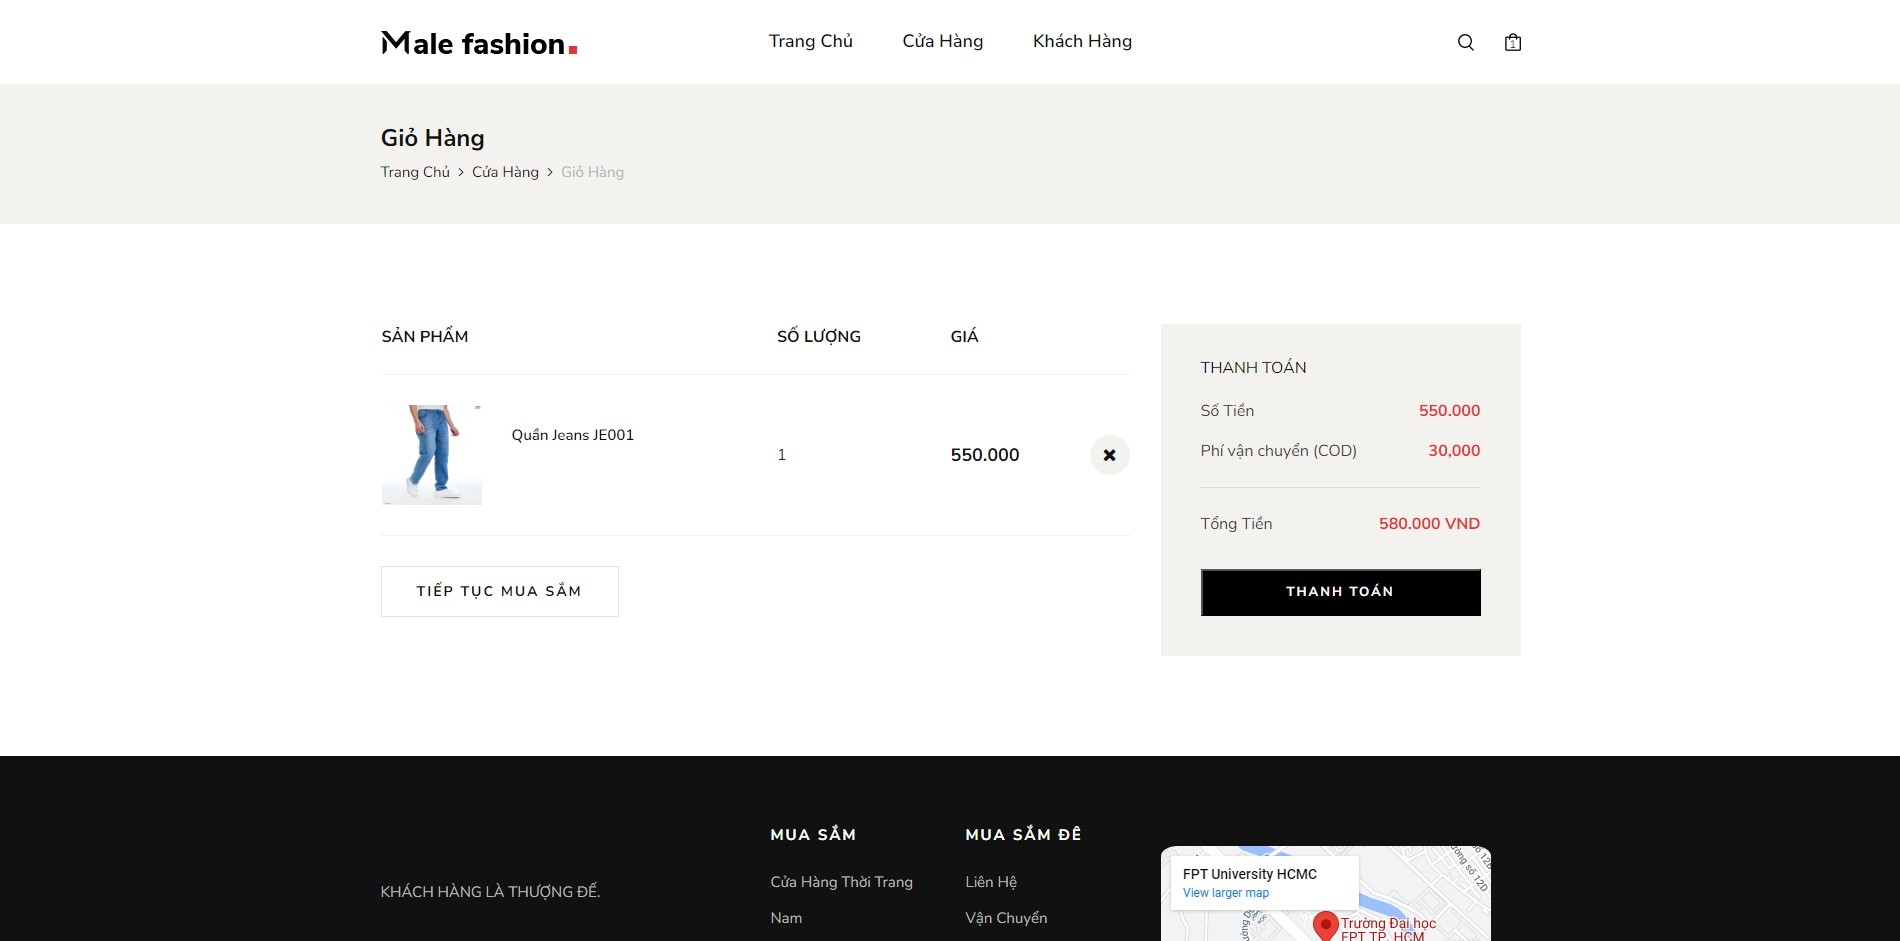 Male fashion.
Trang Chủ
Cửa Hàng
Khách Hàng
1
Giỏ Hàng
Trang Chủ > Cửa Hàng > Giỏ Hàng
SẢN PHẨM SỐ LƯỢNG GIÁ
Quần Jeans JE001
1
550.000
TIẾP TỤC MUA SẮM
THANH TOÁN
Số Tiền 550.000
Phí vận chuyển (COD) 30,000
Tổng Tiền 580.000 VND
THANH TOÁN
KHÁCH HÀNG LÀ THƯỢNG ĐẾ.
MUA SẮM
Cửa Hàng Thời Trang
Nam
MUA SẮM ĐÊ
Liên Hệ
Vận Chuyển
FPT University HCMC
View larger map
Trường Đại học
FPT TP. HCM